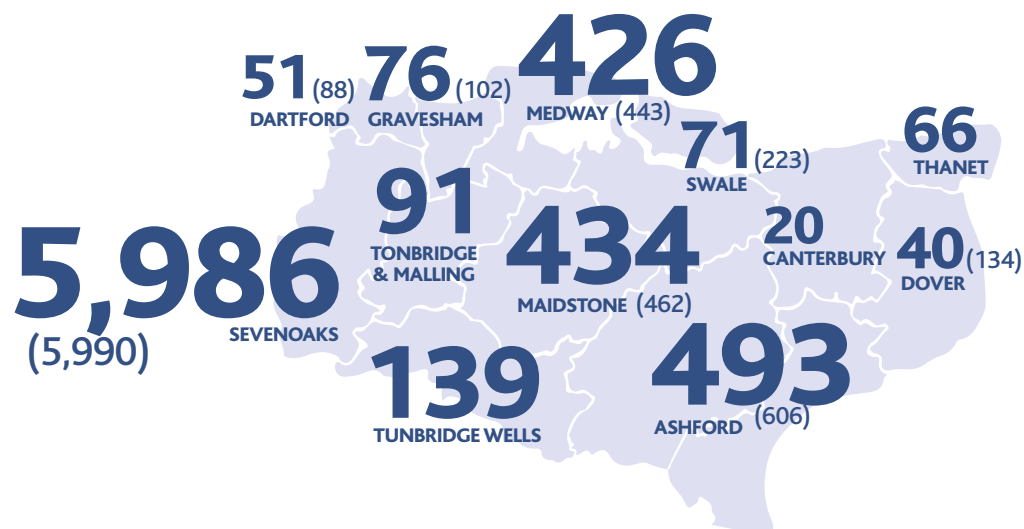 426
51 (88) 76 (102)
DARTFORD GRAVESHAM MEDWAY (443)
71 (223)
SWALE
66
THANET
91
TONBRIDGE
& MALLING
434
MAIDSTONE (462)
20
CANTERBURY
40 (134)
DOVER
5,986
SEVENOAKS
(5,990)
139
TUNBRIDGE WELLS
493
ASHFORD (606)